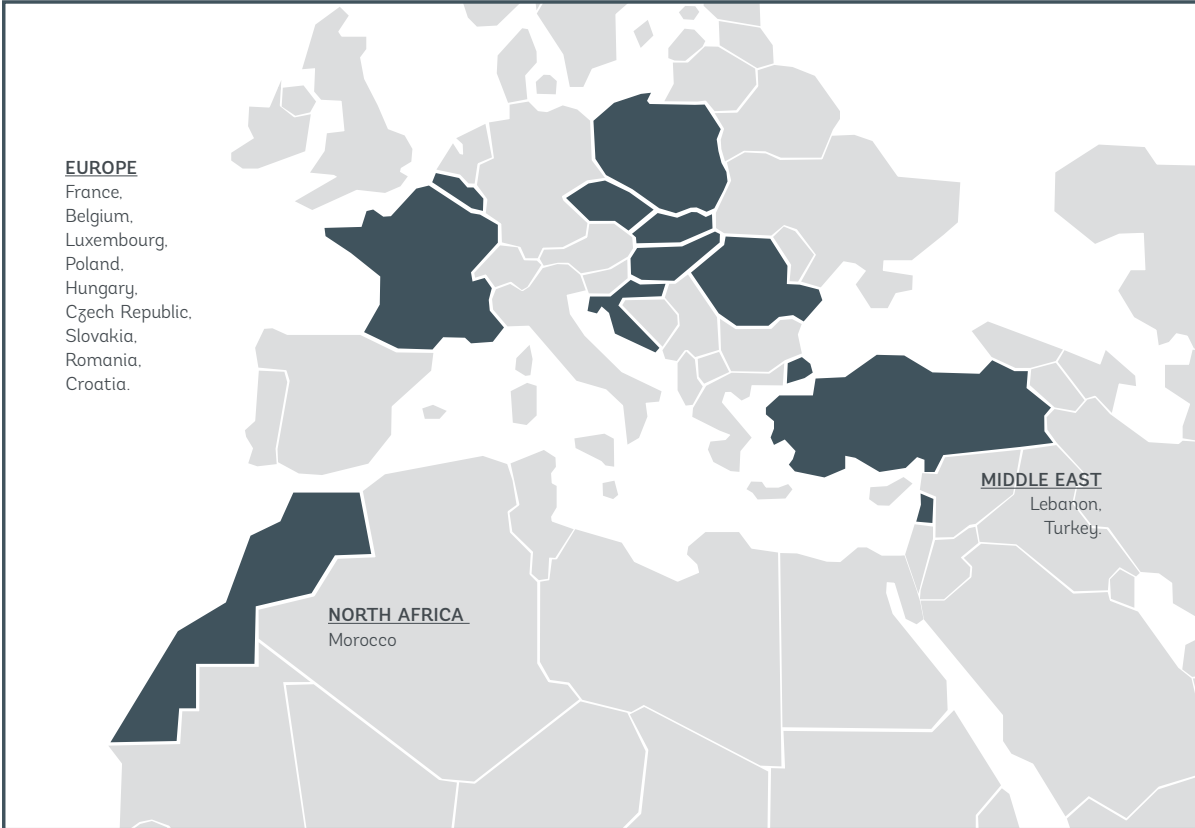 EUROPE
France,
Belgium,
Luxembourg,
Poland,
Hungary,
Czech Republic,
Slovakia,
Romania,
Croatia.
MIDDLE EAST
Lebanon,
Turkey.
NORTH AFRICA
Morocco